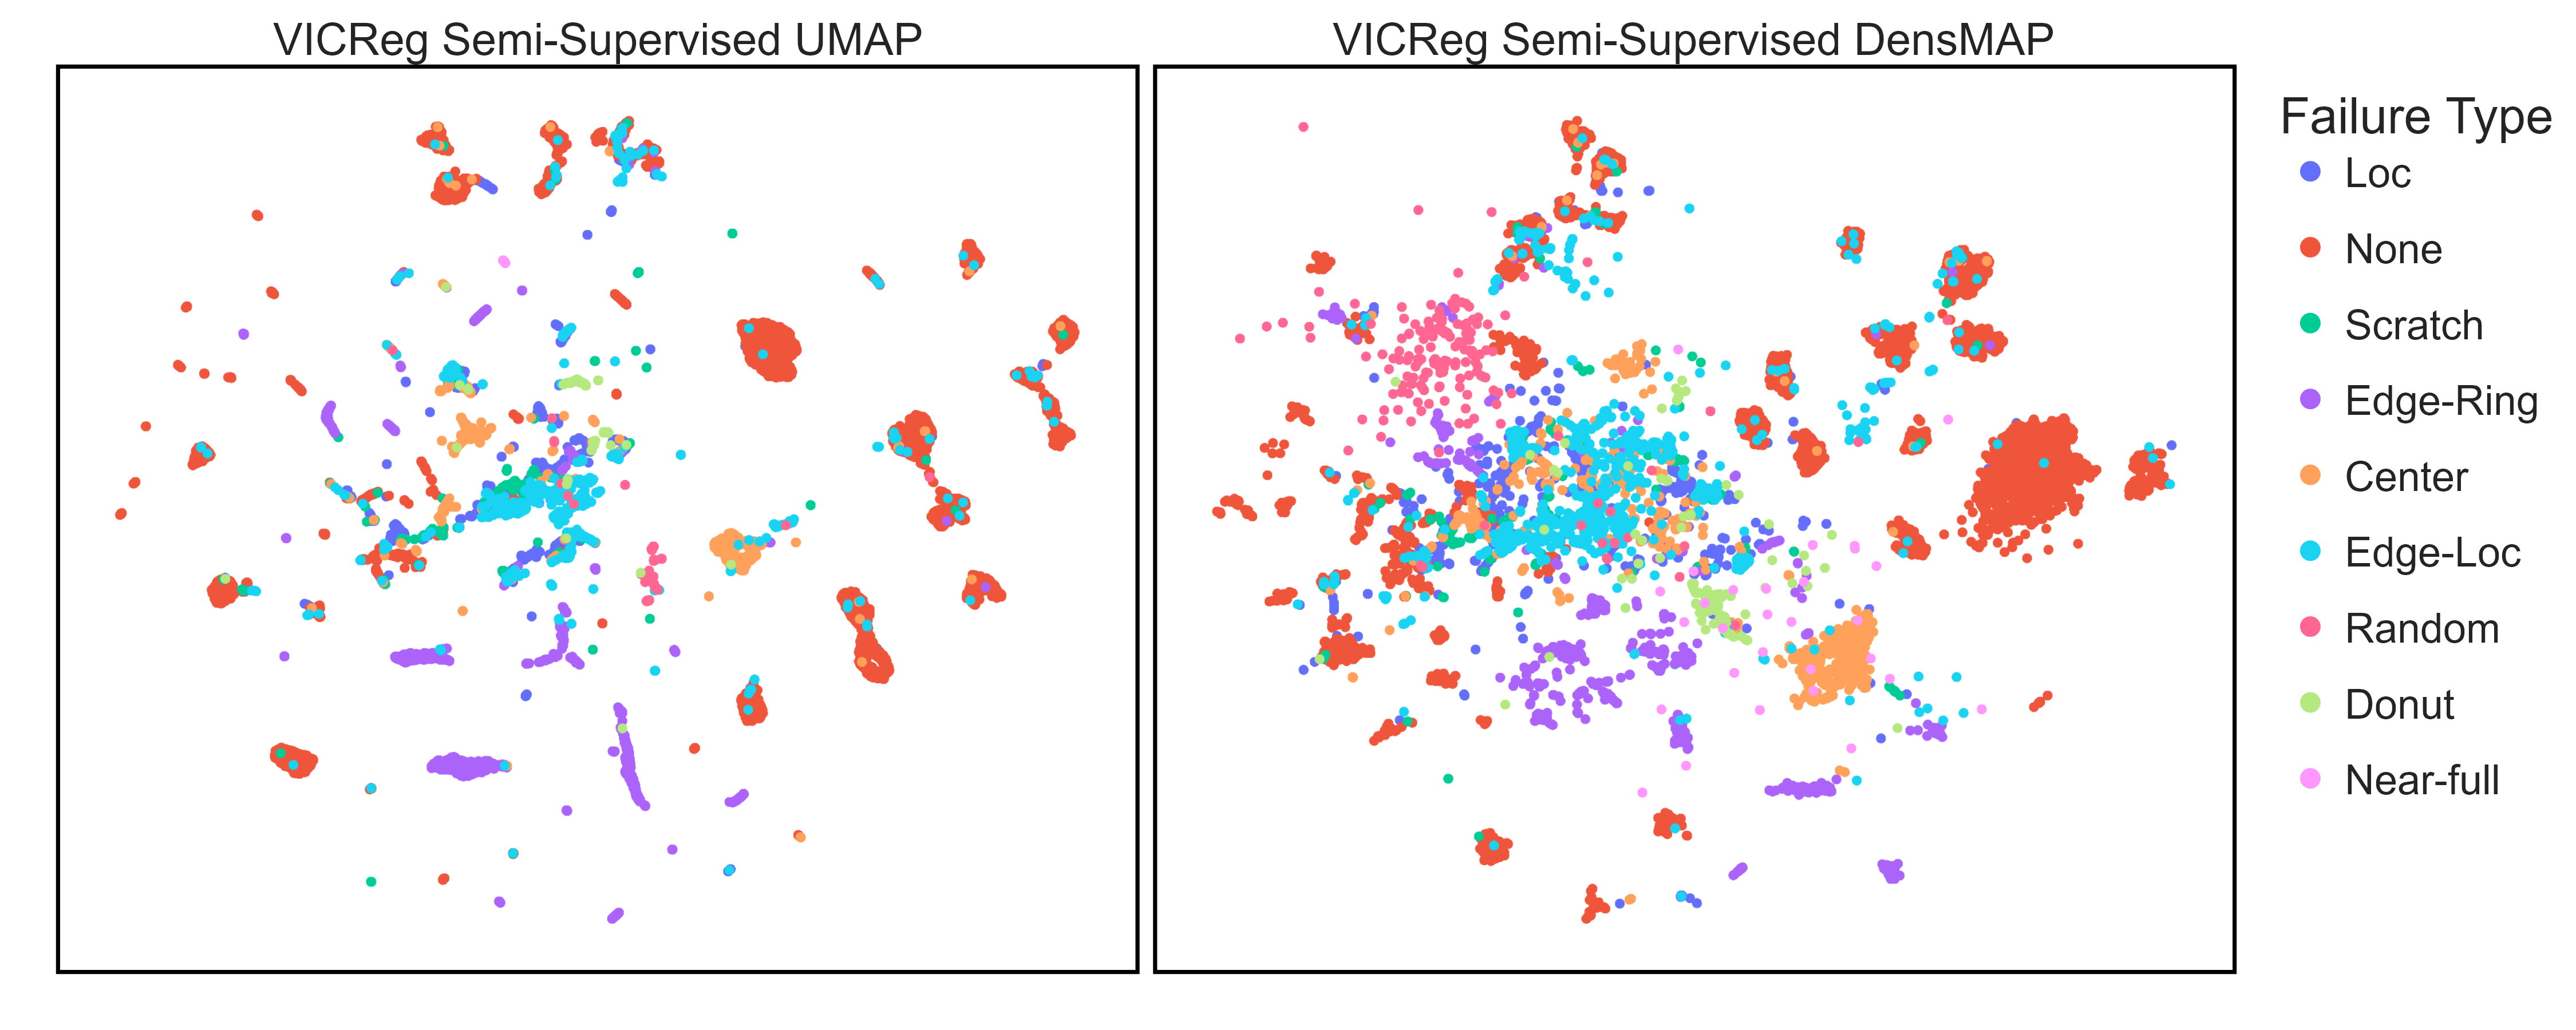 VICReg Semi-Supervised UMAP
VICReg Semi-Supervised DensMAP
Failure Type
Loc
None
Scratch
Edge-Ring
Center
Edge-Loc
Random
Donut
Near-full